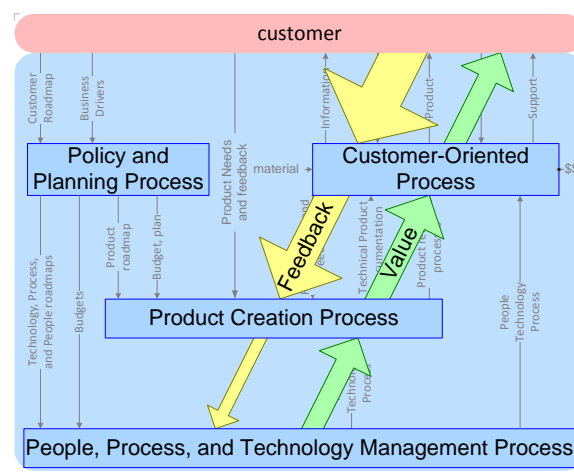 customer
Customer
Roadmap
Business
Drivers
Product Needs
and feedback
Information
Product
Support
Policy and
Planning Process
material
Customer-Oriented
Process
Technology, Process,
and People roadmaps
Budgets
Product
roadmap
Budget, plan
Feedback
Technical Product
Value
People
Technology
Process
Product Creation Process
Process
People, Process, and Technology Management Process